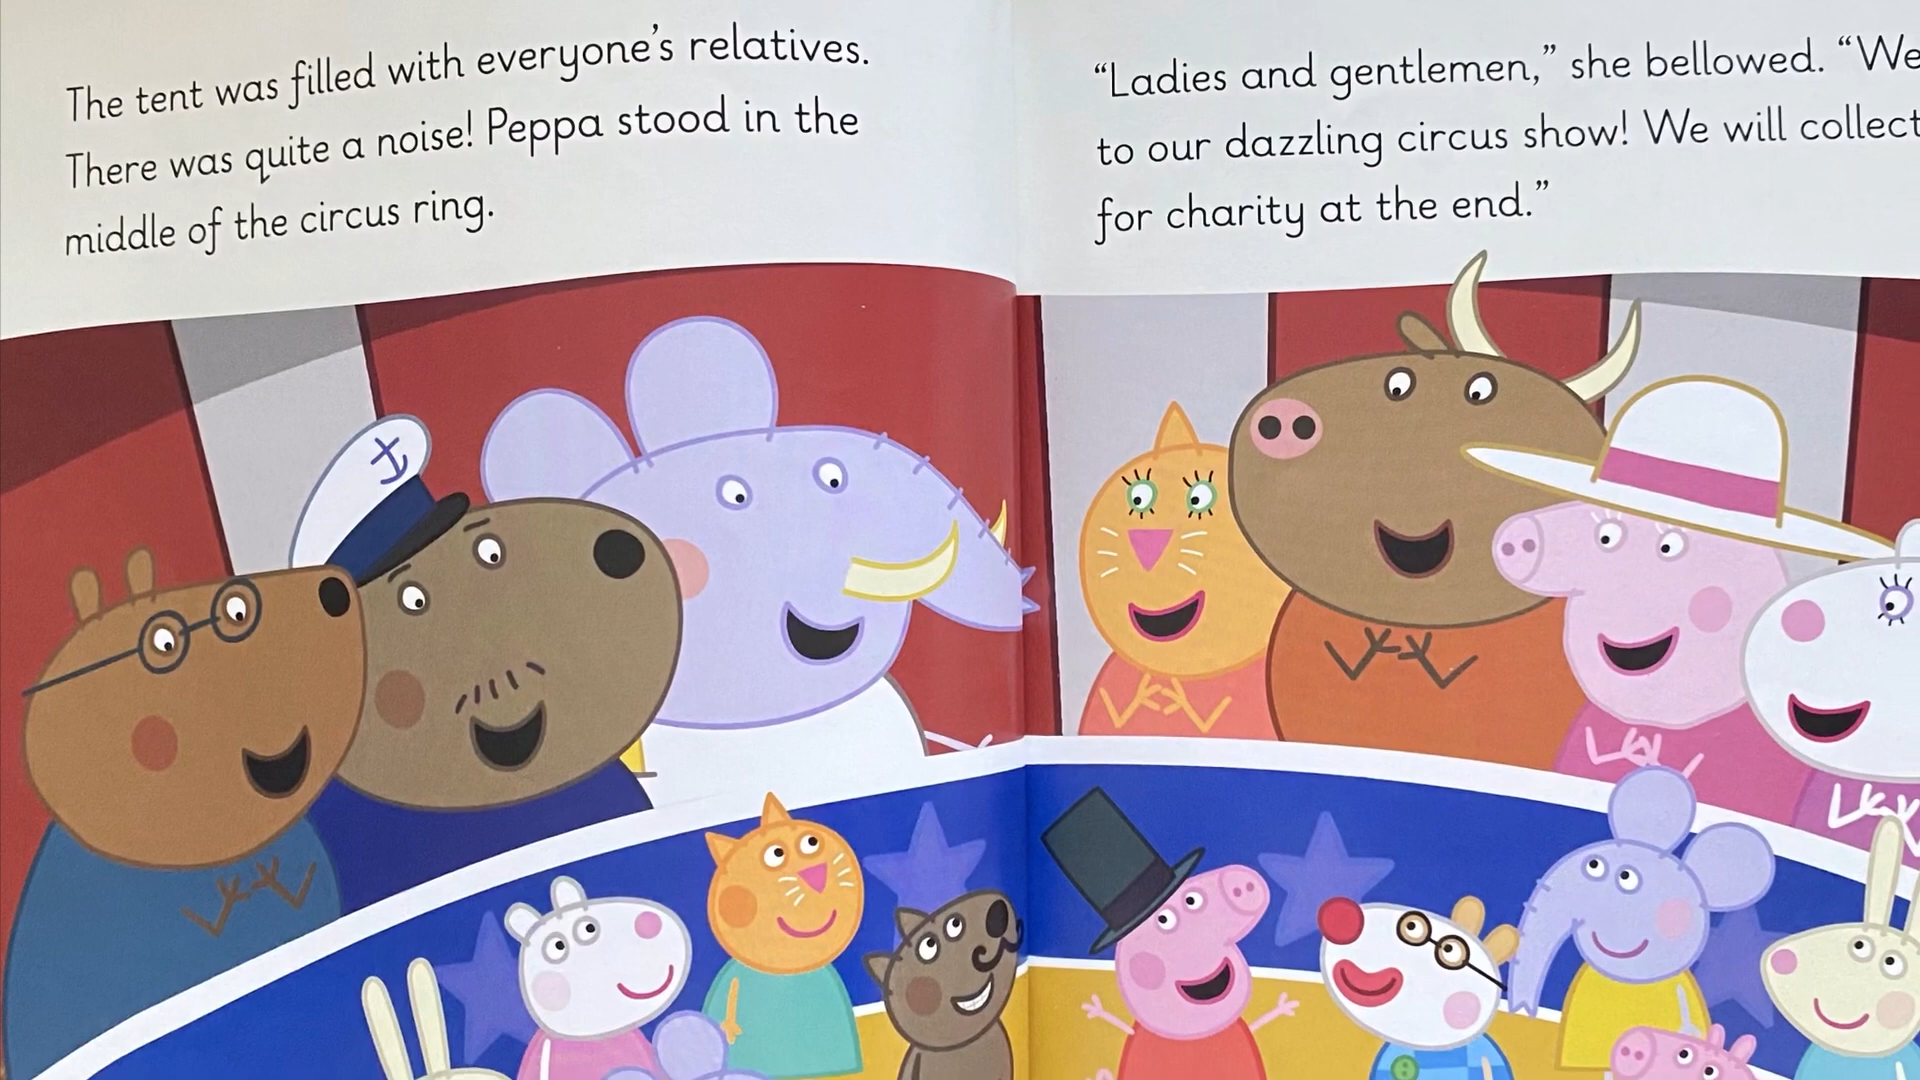 The tent was filled with everyone's relatives.
There was quite a noise! Peppa stood in the
middle of the circus ring.
“Ladies and gentlemen,” she bellowed. “We
to our dazzling circus show! We will collect
for charity at the end.”